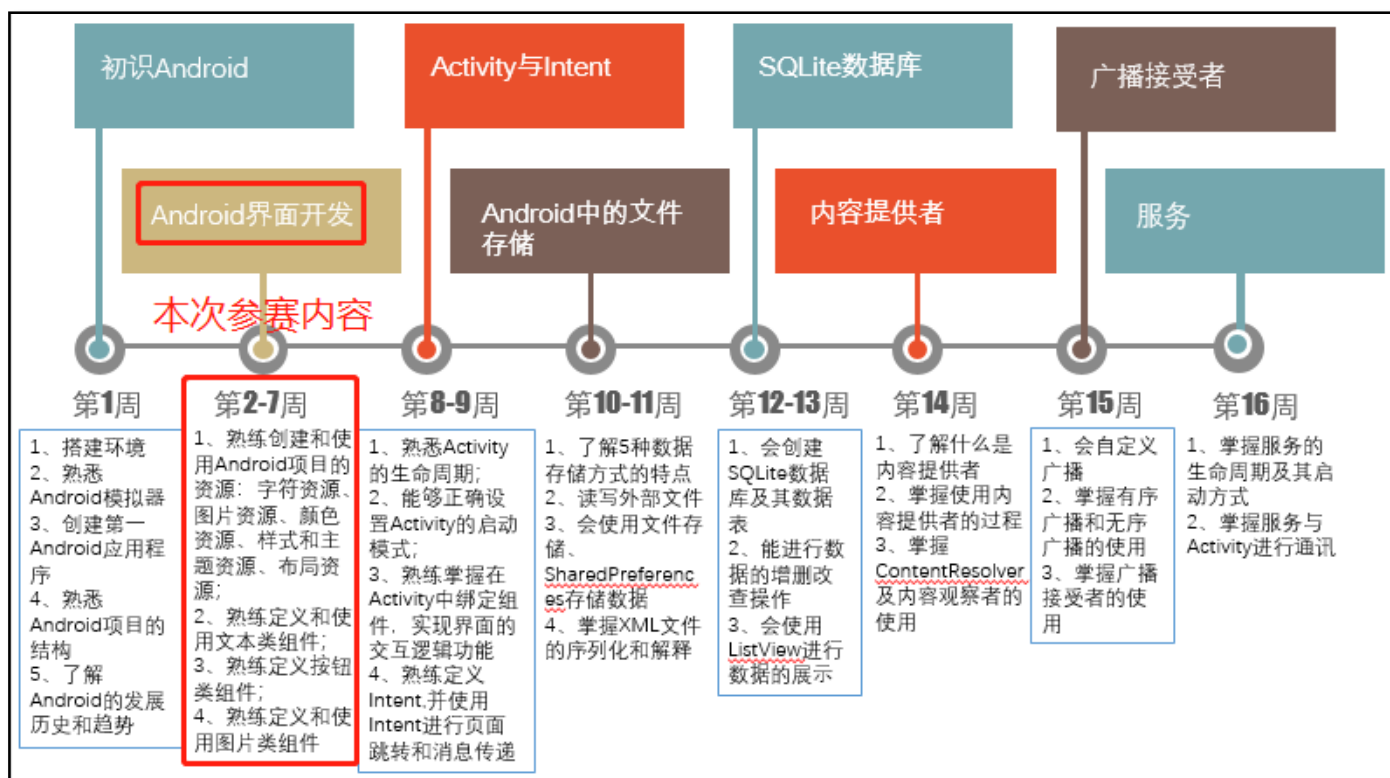 初识Android
Activity与Intent
SQLite数据库
广播接受者
Android界面开发
Android中的文件
存储
内容提供者
服务
本次参赛内容
第1周
1、搭建环境
2、熟悉
Android模拟器
3、创建第一
Android应用程
序
4、熟悉
Android项目的
结构
5、了解
Android的发展
历史和趋势
第2-7周
1、熟练创建和使
用Android项目的
资源：字符资源、
图片资源、颜色
资源、样式和主
题资源、布局资
源；
2、熟练定义和使
用文本类组件；
3、熟练定义按钮
类组件；
4、熟练定义和使
用图片类组件
第8-9周
1、熟悉Activity
的生命周期；
2、能够正确设
置Activity的启动
模式；
3、熟练掌握在
Activity中绑定组
件，实现界面的
交互逻辑功能
4、熟练定义
Intent,并使用
Intent进行页面
跳转和消息传递
第10-11周
1、了解5种数据
存储方式的特点
2、读写外部文件
3、会使用文件存
储、
SharedPreferenc
es存储数据
4、掌握XML文件
的序列化和解释
第12-13周
1、会创建
SQLite数据
库及其数据
表
2、能进行数
据的增删改
查操作
3、会使用
ListView进行
数据的展示
第14周
1、了解什么是
内容提供者
2、掌握使用内
容提供者的过程
3、掌握
ContentResolver
及内容观察者的
使用
第15周
1、会自定义
广播
2、掌握有序
广播和无序
广播的使用
3、掌握广播
接受者的使
用
第16周
1、掌握服务的
生命周期及其启
动方式
2、掌握服务与
Activity进行通讯